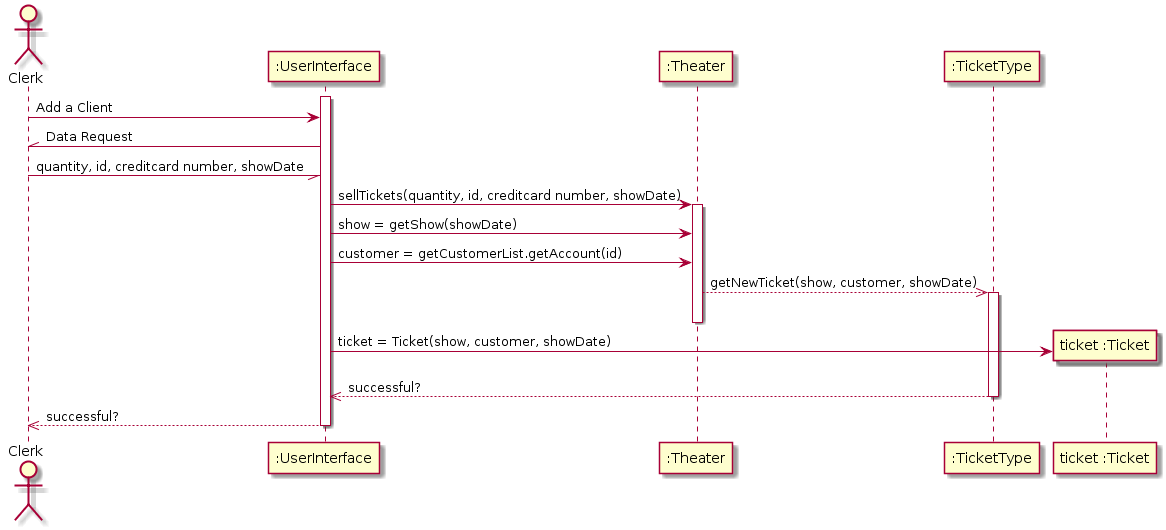 Clerk
:UserInterface
:Theater
:TicketType
Add a Client
Data Request
quantity, id, creditcard number, showDate
sellTickets(quantity, id, creditcard number, showDate)
show = getShow(showDate)
customer = getCustomerList.getAccount(id)
getNewTicket(show, customer, showDate)
ticket = Ticket(show, customer, showDate)
ticket :Ticket
successful?
successful?
Clerk
:UserInterface
:Theater
:TicketType
ticket :Ticket